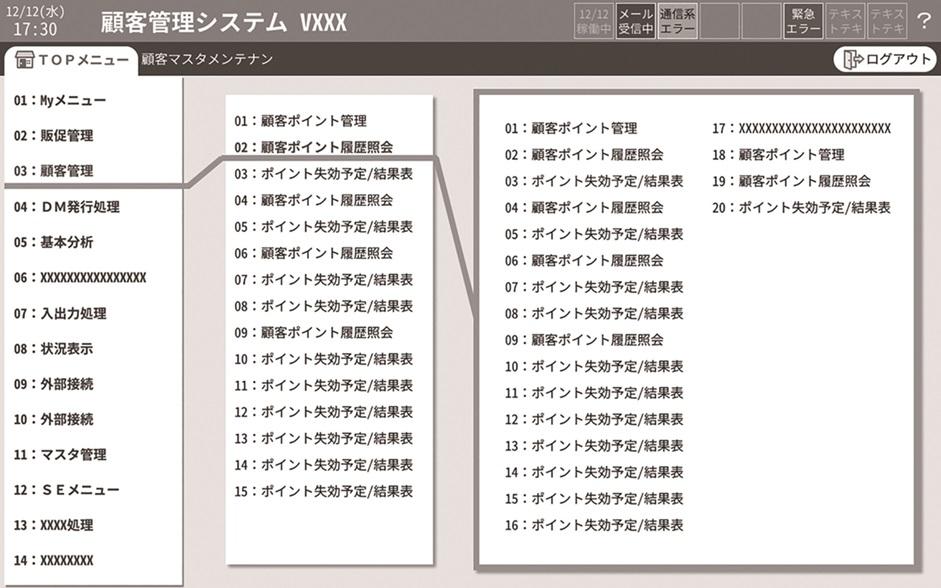 12/12(水)
17:30
顧客管理システム VXXX
12/12
稼働中
メール
受信中
通信系
エラー
緊急
エラー
テキス
トテキ
テキス
トテキ
?
TOPメニュー
顧客マスタメンテナン
ログアウト
01：Myメニュー
02：販促管理
03：顧客管理
04：ＤＭ発行処理
05：基本分析
06：XXXXXXXXXXXXXXXX
07：入出力処理
08：状況表示
09：外部接続
10：外部接続
11：マスタ管理
12：ＳＥメニュー
13：XXXX処理
14：XXXXXXXX
01：顧客ポイント管理
02：顧客ポイント履歴照会
03：ポイント失効予定/結果表
04：顧客ポイント履歴照会
05：ポイント失効予定/結果表
06：顧客ポイント履歴照会
07：ポイント失効予定/結果表
08：ポイント失効予定/結果表
09：顧客ポイント履歴照会
10：ポイント失効予定/結果表
11：ポイント失効予定/結果表
12：ポイント失効予定/結果表
13：ポイント失効予定/結果表
14：ポイント失効予定/結果表
15：ポイント失効予定/結果表
01：顧客ポイント管理
02：顧客ポイント履歴照会
03：ポイント失効予定/結果表
04：顧客ポイント履歴照会
05：ポイント失効予定/結果表
06：顧客ポイント履歴照会
07：ポイント失効予定/結果表
08：ポイント失効予定/結果表
09：顧客ポイント履歴照会
10：ポイント失効予定/結果表
11：ポイント失効予定/結果表
12：ポイント失効予定/結果表
13：ポイント失効予定/結果表
14：ポイント失効予定/結果表
15：ポイント失効予定/結果表
16：ポイント失効予定/結果表
17：XXXXXXXXXXXXXXXXXXXXXXX
18：顧客ポイント管理
19：顧客ポイント履歴照会
20：ポイント失効予定/結果表